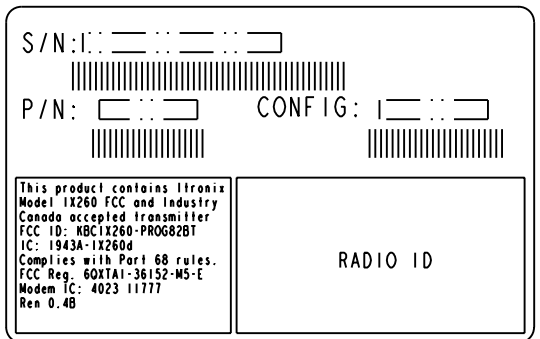 S/N:
P/N: CONFIG:
This product contains Itronix
Model IX260 FCC and Industry
Canada accepted transmitter
FCC ID: KBCIX260-PROG82BT
IC: 1943A-IX260d
Complies with Part 68 rules.
FCC Reg. 6QXTAI-36152-M5-E
Modem IC: 4023 11777
Ren 0.4B
RADIO ID